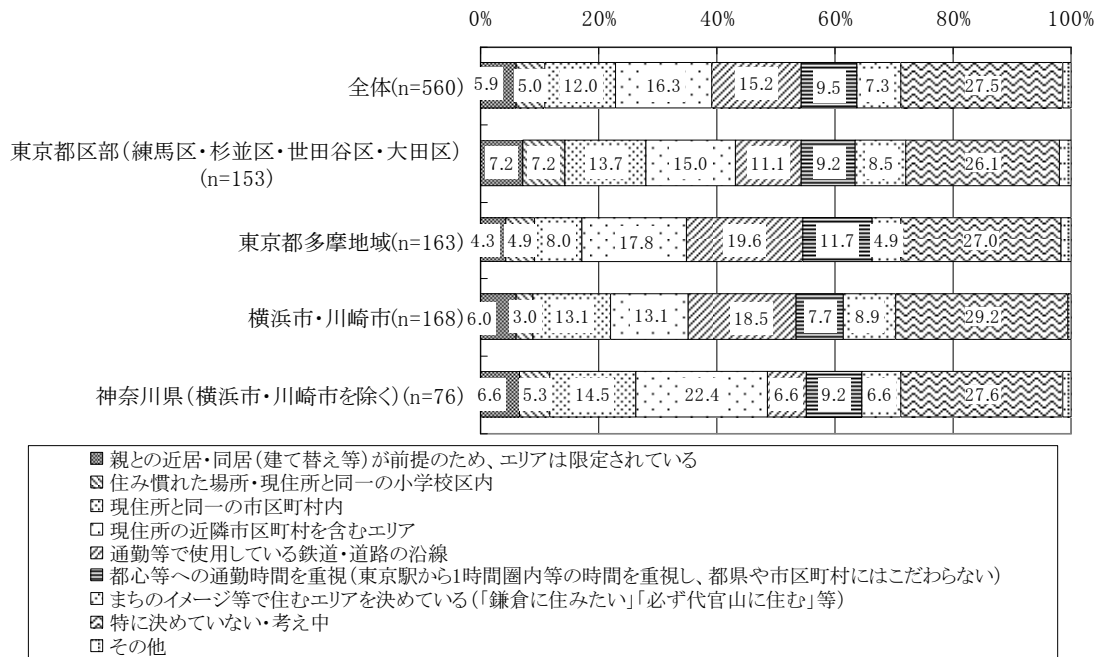 0% 20% 40% 60% 80% 100%
全体(n=560) 5.9 5.0 12.0 16.3 15.2 9.5 7.3 27.5
東京都区部(練馬区・杉並区・世田谷区・大田区)
(n=153) 7.2 7.2 13.7 15.0 11.1 9.2 8.5 26.1
東京都多摩地域(n=163) 4.3 4.9 8.0 17.8 19.6 11.7 4.9 27.0
横浜市・川崎市(n=168) 6.0 3.0 13.1 13.1 18.5 7.7 8.9 29.2
神奈川県(横浜市・川崎市を除く)(n=76) 6.6 5.3 14.5 22.4 6.6 9.2 6.6 27.6
親との近居・同居(建て替え等)が前提のため、エリアは限定されている
住み慣れた場所・現住所と同一の小学校区内
現住所と同一の市区町村内
現住所の近隣市区町村を含むエリア
通勤等で使用している鉄道・道路の沿線
都心等への通勤時間を重視(東京駅から1時間圏内等の時間を重視し、都県や市区町村にはこだわらない)
まちのイメージ等で住むエリアを決めている(「鎌倉に住みたい」「必ず代官山に住む」等)
特に決めていない・考え中
その他